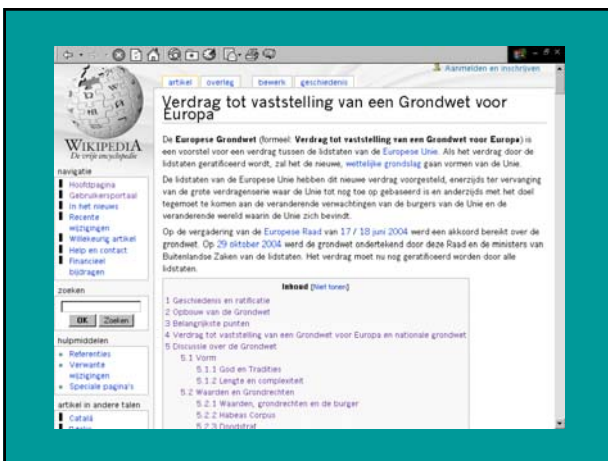 Aanmelden en inschrijven
artikel overleg bewerk geschiedenis
Verdrag tot vaststelling van een Grondwet voor
Europa
WIKIPEDIA
De vrije encyclopedie
navigatie
Hoofdpagina
Gebruikersportaal
In het nieuws
Recente
wijzigingen
Willekeurig artikel
Help en contact
Financieel
bijdragen
zoeken
OK Zoeken
hulpmiddelen
Referenties
Verwante
wijzigingen
Speciale pagina's
artikel in andere talen
Català
De Europese Grondwet (formeel: Verdrag tot vaststelling van een Grondwet voor Europa) is
een voorstel voor een verdrag tussen de lidstaten van de Europese Unie. Als het verdrag door de
lidstaten geratificeerd wordt, zal het de nieuwe, wettelijke grondslag gaan vormen van de Unie.
De lidstaten van de Europese Unie hebben dit nieuwe verdrag voorgesteld, enerzijds ter vervanging
van de grote verdragenserie waar de Unie tot nog toe op gebaseerd is en anderzijds met het doel
tegemoet te komen aan de veranderende verwachtingen van de burgers van de Unie en de
veranderende wereld waarin de Unie zich bevindt.
Op de vergadering van de Europese Raad van 17 / 18 juni 2004 werd een akkoord bereikt over de
grondwet. Op 29 oktober 2004 werd de grondwet ondertekend door deze Raad en de ministers van
Buitenlandse Zaken van de lidstaten. Het verdrag moet nu nog geratificeerd worden door alle
lidstaten.
Inhoud [Niet tonen]
1 Geschiedenis en ratificatie
2 Opbouw van de Grondwet
3 Belangrijkste punten
4 Verdrag tot vaststelling van een Grondwet voor Europa en nationale grondwet
5 Discussie over de Grondwet
5.1 Vorm
5.1.1 God en Tradities
5.1.2 Lengte en complexiteit
5.2 Waarden en Grondrechten
5.2.1 Waarden, grondrechten en de burger
5.2.2 Habeas Corpus
5.2.3 Doodstraf